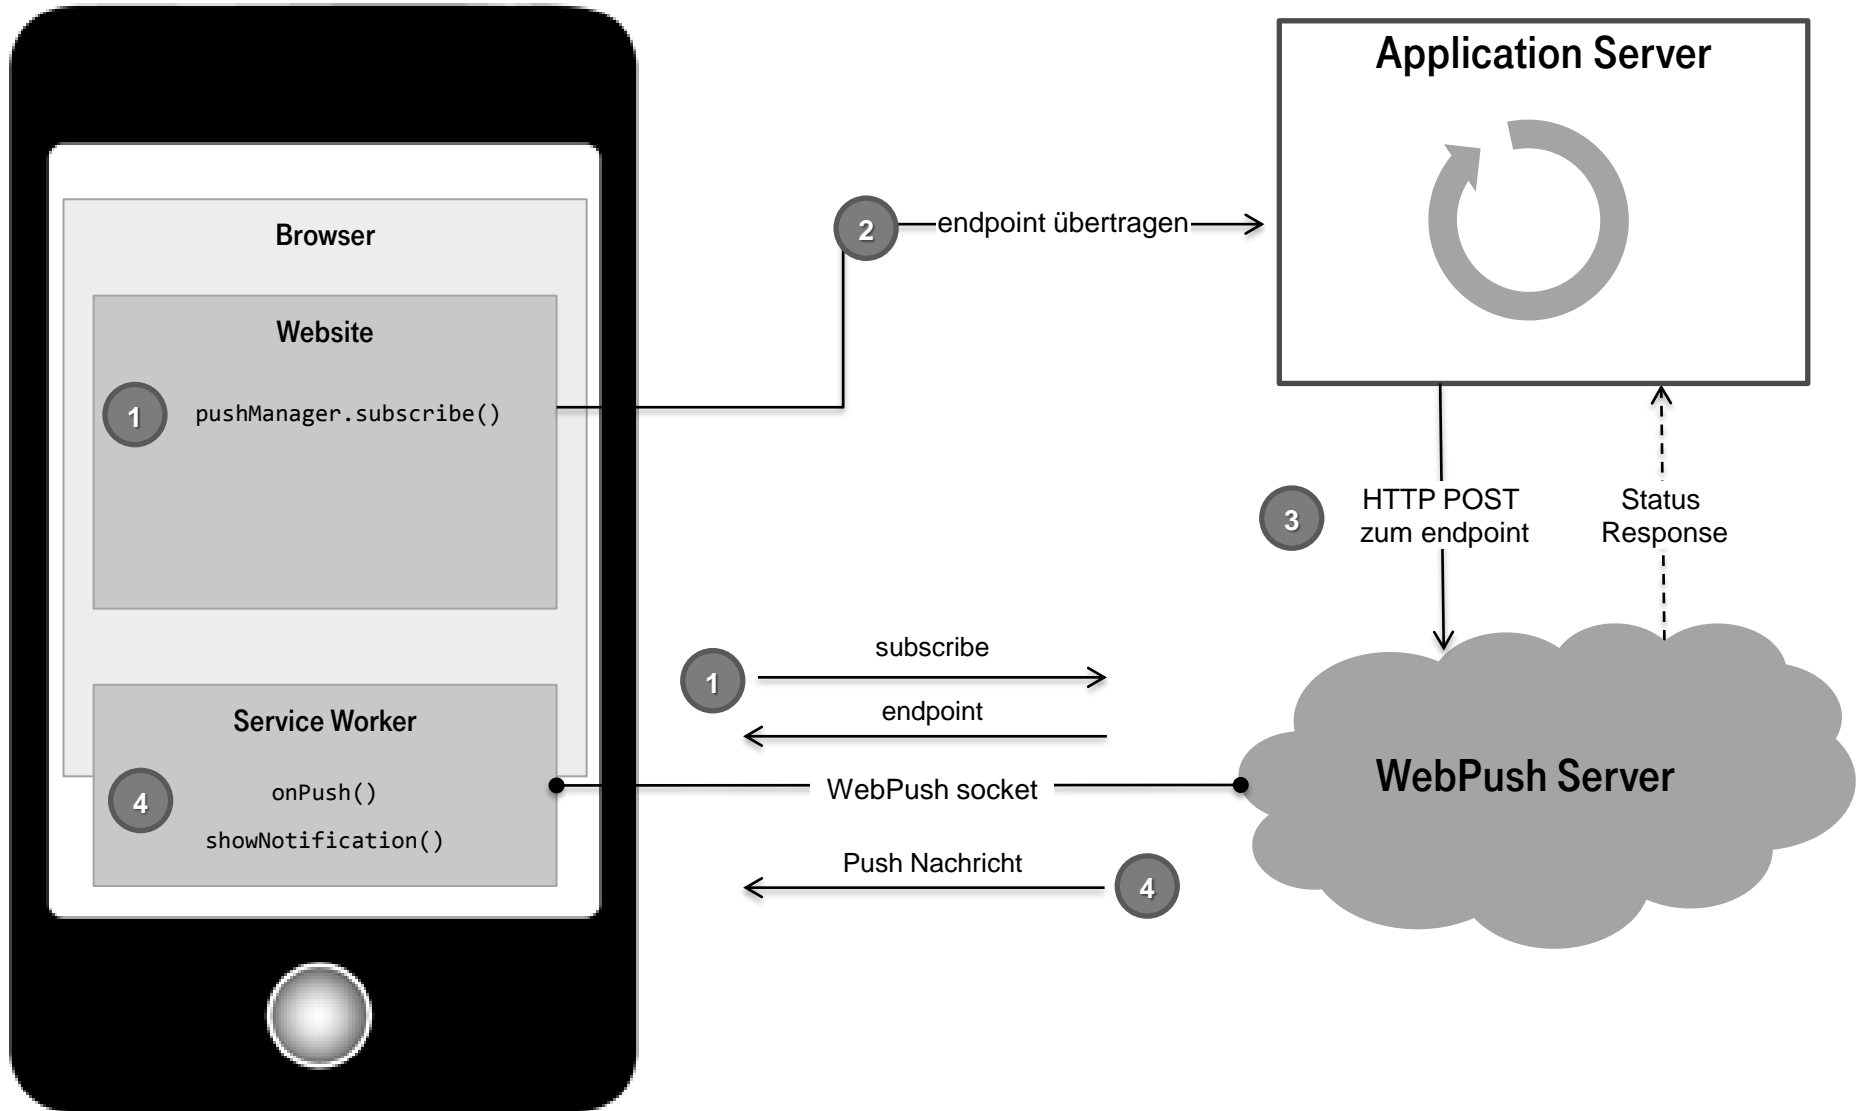 Application Server
2
endpoint übertragen
Browser
Website
1
pushManager.subscribe()
3
HTTP POST
zum endpoint
Status
Response
1
subscribe
endpoint
Service Worker
4
onPush()
showNotification()
WebPush socket
WebPush Server
Push Nachricht
4